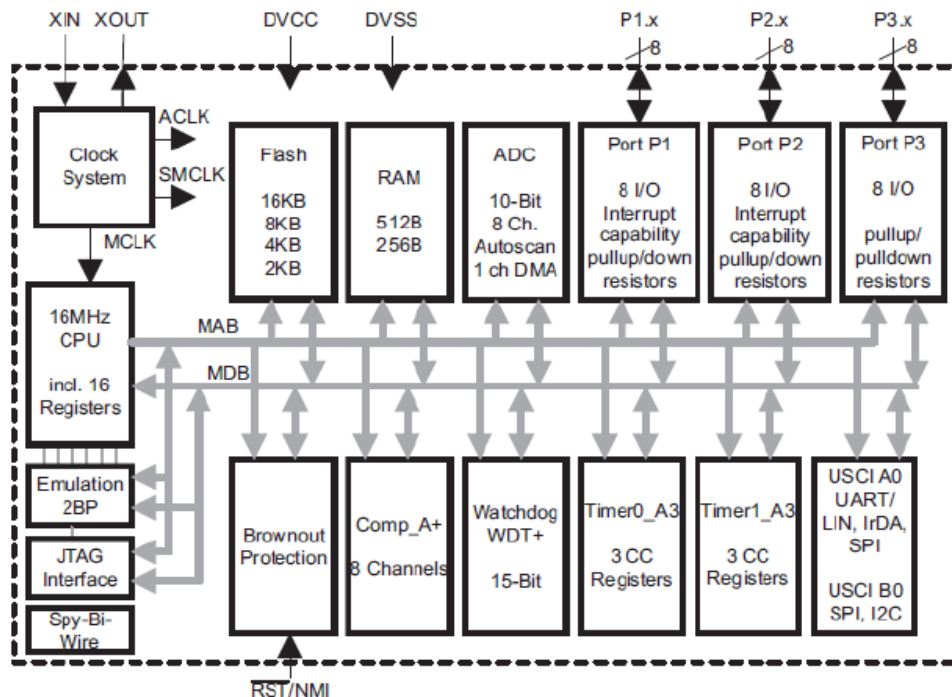 XIN XOUT DVCC DVSS P1.x P2.x P3.x
8 8 8
Clock
System
ACLK
SMCLK
MCLK
Flash
16KB
8KB
4KB
2KB
RAM
512B
256B
ADC
10-Bit
8 Ch.
Autoscan
1 ch DMA
Port P1
8 I/O
Interrupt
capability
pullup/down
resistors
Port P2
8 I/O
Interrupt
capability
pullup/down
resistors
Port P3
8 I/O
pullup/
pulldown
resistors
16MHz
CPU
incl. 16
Registers
MAB
MDB
Emulation
2BP
JTAG
Interface
Spy-Bi-
Wire
Brownout
Protection
Comp_A+
8 Channels
Watchdog
WDT+
15-Bit
Timer0_A3
3 CC
Registers
Timer1_A3
3 CC
Registers
USCI A0
UART/
LIN, IrDA,
SPI
USCI B0
SPI, I2C
RST/NMI